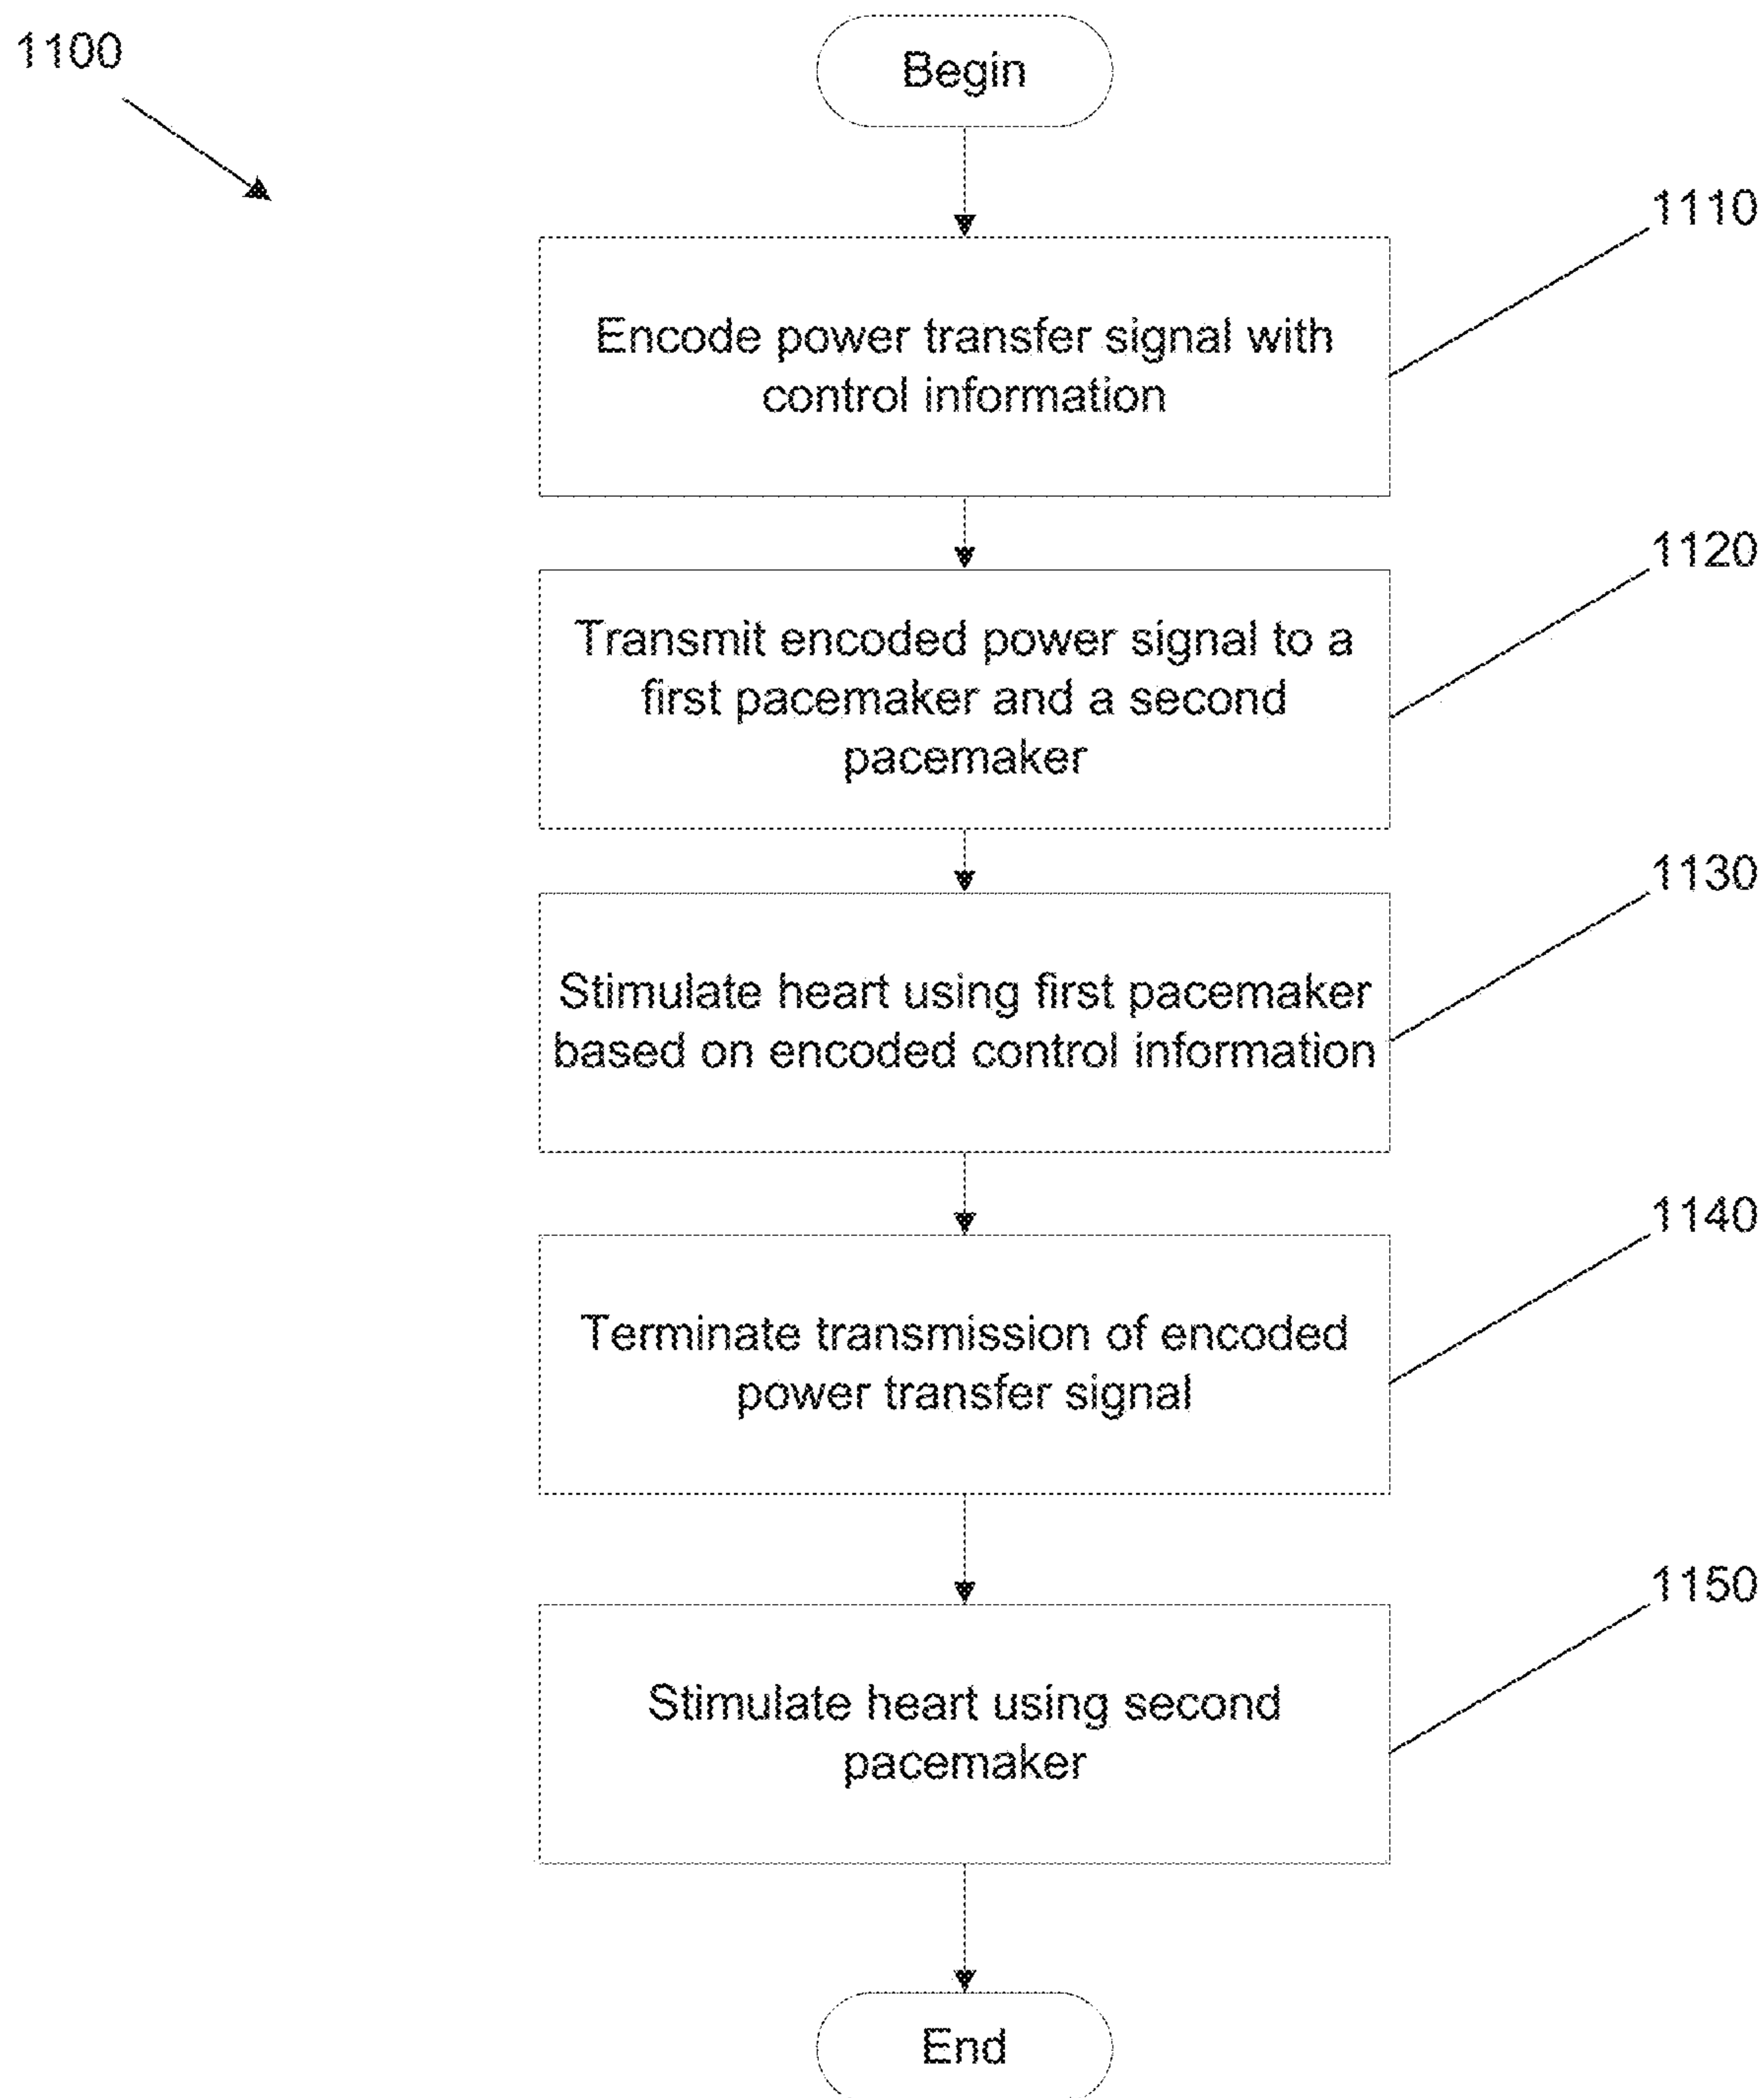 1100
Begin
1110
Encode power transfer signal with
control information
1120
Transmit encoded power signal to a
first pacemaker and a second
pacemaker
1130
Stimulate heart using first pacemaker
based on encoded control information
1140
Terminate transmission of encoded
power transfer signal
1150
Stimulate heart using second
pacemaker
End